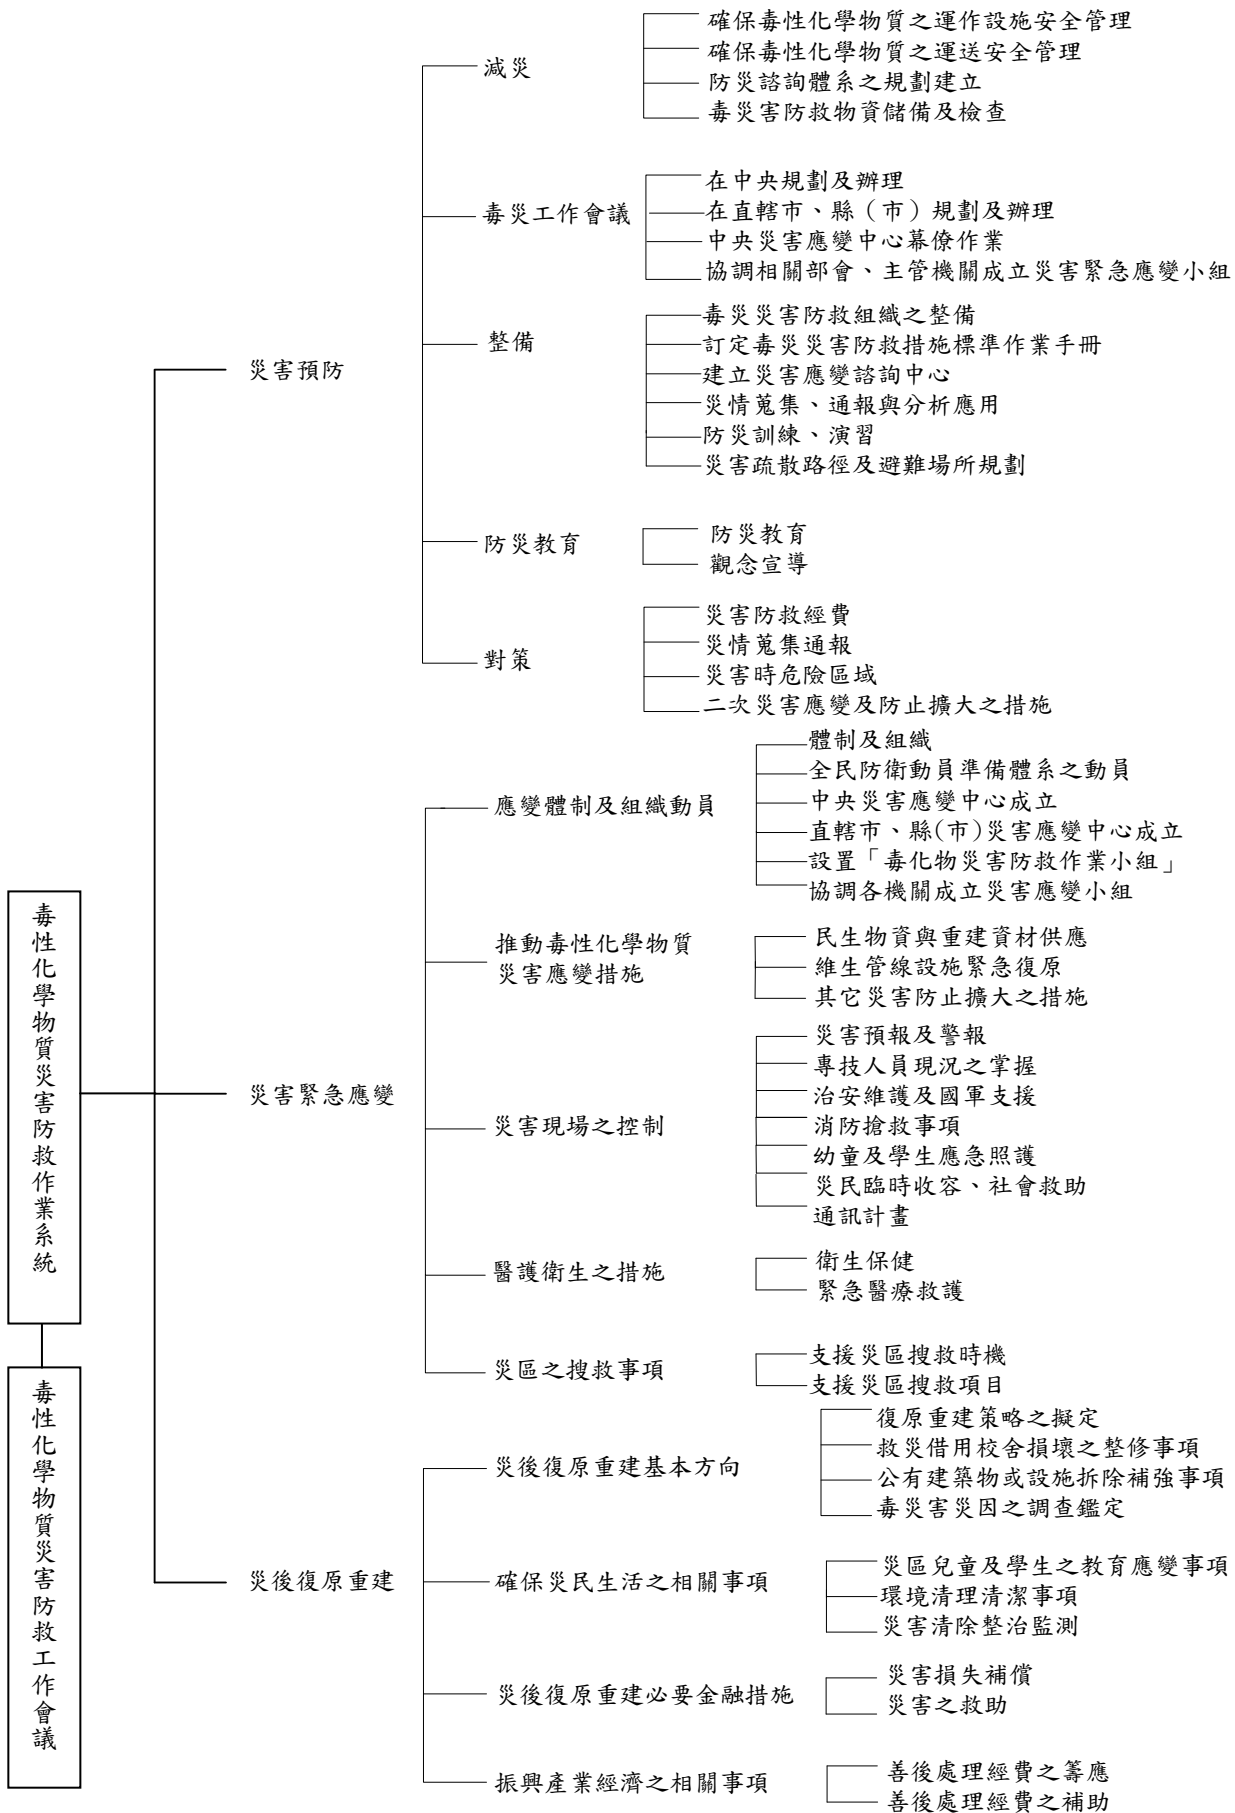 毒性化學物質災害防救作業系統
毒性化學物質災害防救工作會議
災害預防
減災
確保毒性化學物質之運作設施安全管理
確保毒性化學物質之運送安全管理
防災諮詢體系之規劃建立
毒災害防救物資儲備及檢查
毒災工作會議
在中央規劃及辦理
在直轄市、縣（市）規劃及辦理
中央災害應變中心幕僚作業
協調相關部會、主管機關成立災害緊急應變小組
整備
毒災災害防救組織之整備
訂定毒災災害防救措施標準作業手冊
建立災害應變諮詢中心
災情蒐集、通報與分析應用
防災訓練、演習
災害疏散路徑及避難場所規劃
防災教育
防災教育
觀念宣導
對策
災害防救經費
災情蒐集通報
災害時危險區域
二次災害應變及防止擴大之措施
災害緊急應變
應變體制及組織動員
體制及組織
全民防衛動員準備體系之動員
中央災害應變中心成立
直轄市、縣(市)災害應變中心成立
設置「毒化物災害防救作業小組」
協調各機關成立災害應變小組
推動毒性化學物質
災害應變措施
民生物資與重建資材供應
維生管線設施緊急復原
其它災害防止擴大之措施
災害現場之控制
災害預報及警報
專技人員現況之掌握
治安維護及國軍支援
消防搶救事項
幼童及學生應急照護
災民臨時收容、社會救助
通訊計畫
醫護衛生之措施
衛生保健
緊急醫療救護
災區之搜救事項
支援災區搜救時機
支援災區搜救項目
災後復原重建
災後復原重建基本方向
復原重建策略之擬定
救災借用校舍損壞之整修事項
公有建築物或設施拆除補強事項
毒災害災因之調查鑑定
確保災民生活之相關事項
災區兒童及學生之教育應變事項
環境清理清潔事項
災害清除整治監測
災後復原重建必要金融措施
災害損失補償
災害之救助
振興產業經濟之相關事項
善後處理經費之籌應
善後處理經費之補助